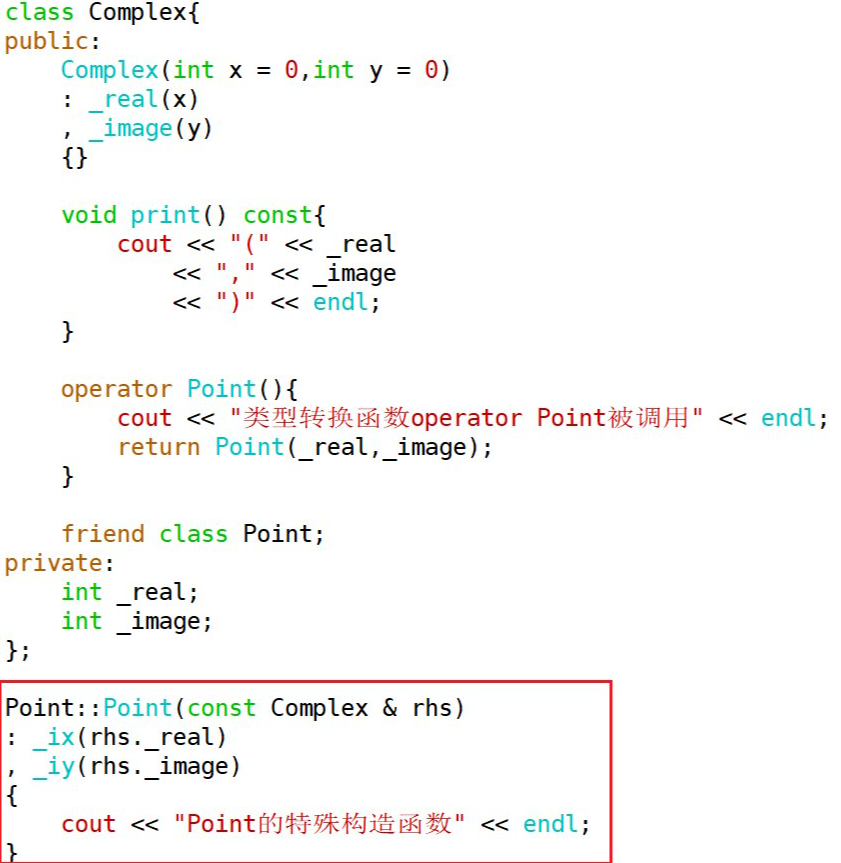 class Complex{
public:
    Complex(int x = 0,int y = 0)
    : _real(x)
    , _image(y)
    {}

    void print() const{
        cout << "(" << _real
            << "," << _image
            << ")" << endl;
    }

    operator Point(){
        cout << "类型转换函数operator Point被调用" << endl;
        return Point(_real,_image);
    }

    friend class Point;
private:
    int _real;
    int _image;
};

Point::Point(const Complex & rhs)
: _ix(rhs._real)
, _iy(rhs._image)
{
    cout << "Point的特殊构造函数" << endl;
}